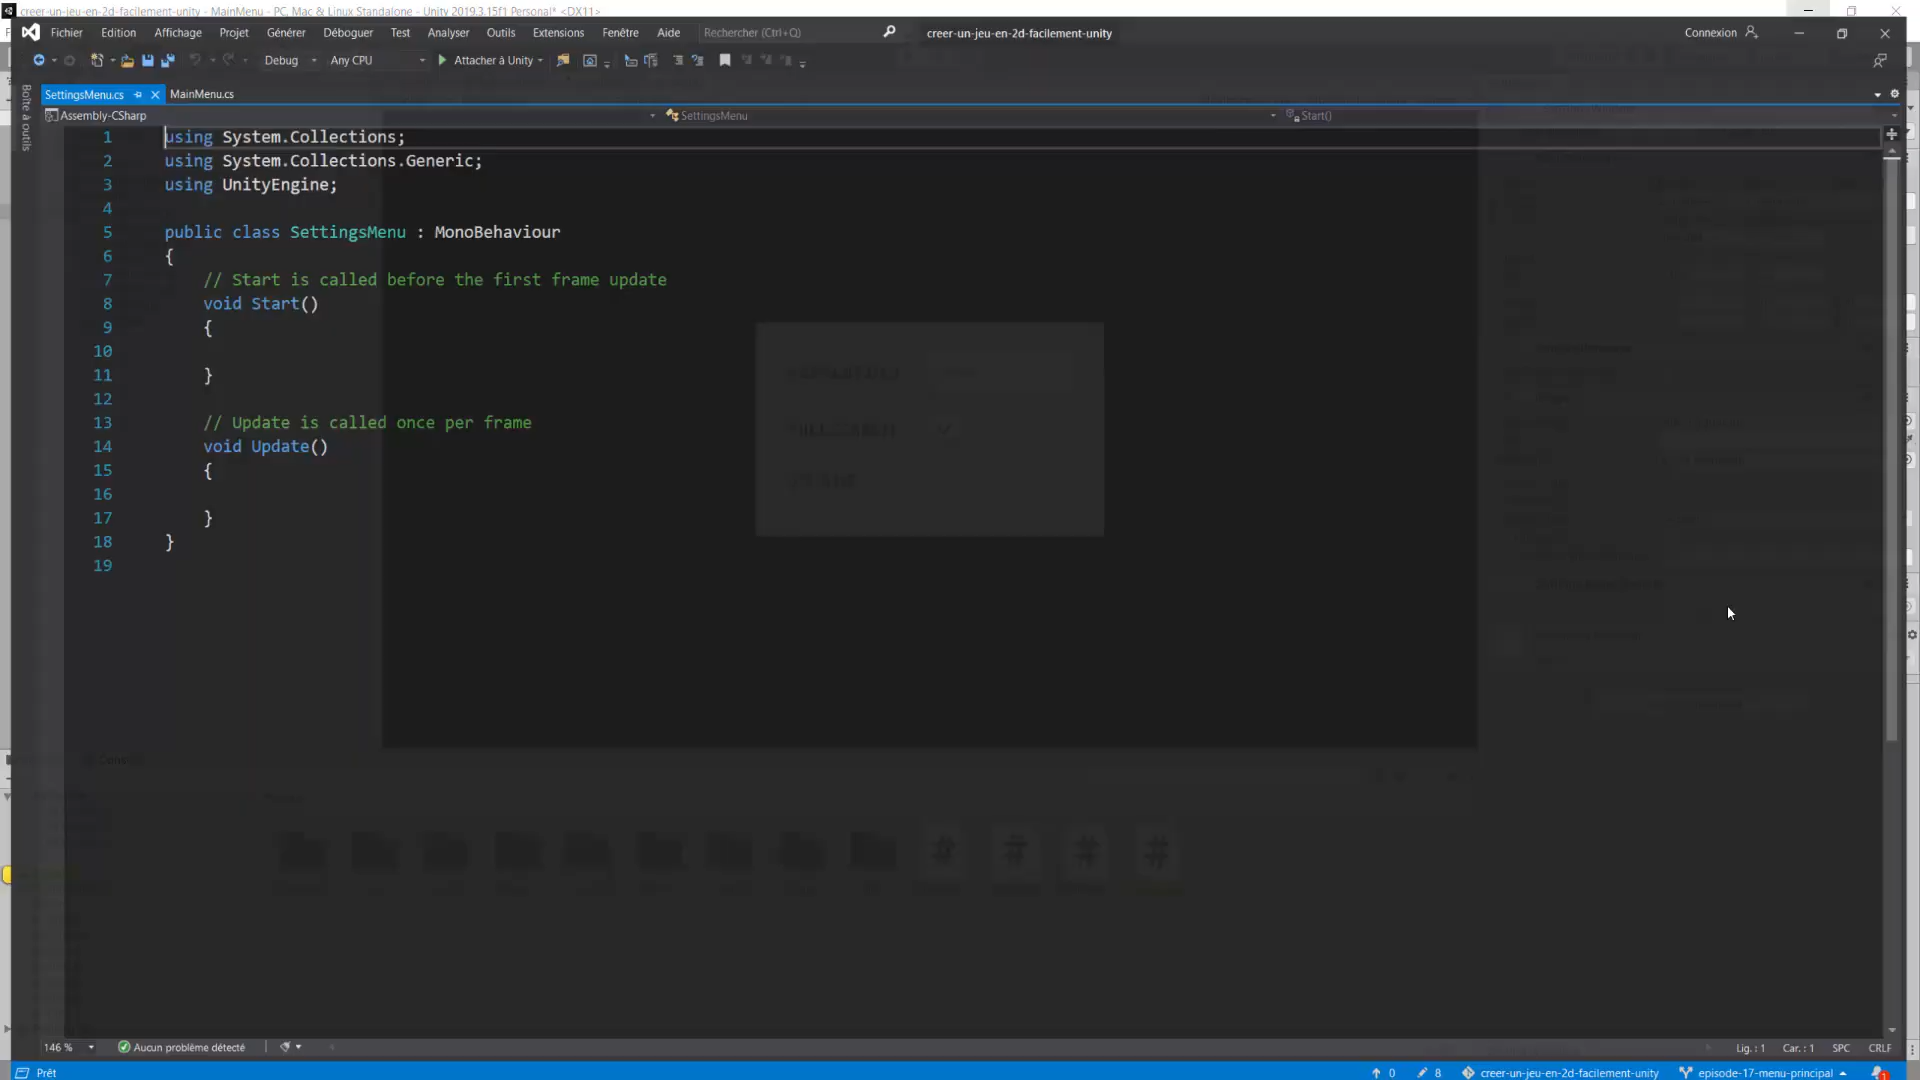 creer-un-jeu-en-2d-facilement-unity - MainMenu - PC, Mac & Linux Standalone - Unity 2019.3.15f1 Personal* <DX11>
Fichier Edition Affichage Projet Générer Déboguer Test Analyser Outils Extensions Fenêtre Aide Rechercher (Ctrl+Q) creer-un-jeu-en-2d-facilement-unity Connexion
Debug Any CPU Attacher à Unity
Boîte à outils
SettingsMenu.cs MainMenu.cs
Assembly-CSharp SettingsMenu Start()
1 using System.Collections;
2 using System.Collections.Generic;
3 using UnityEngine;
4
5 public class SettingsMenu : MonoBehaviour
6 {
7 // Start is called before the first frame update
8 void Start()
9 {
10
11 }
12
13 // Update is called once per frame
14 void Update()
15 {
16
17 }
18 }
19
146 % Aucun problème détecté Lig. : 1 Car. : 1 SPC CRLF
Prêt 0 8 creer-un-jeu-en-2d-facilement-unity episode-17-menu-principal 1